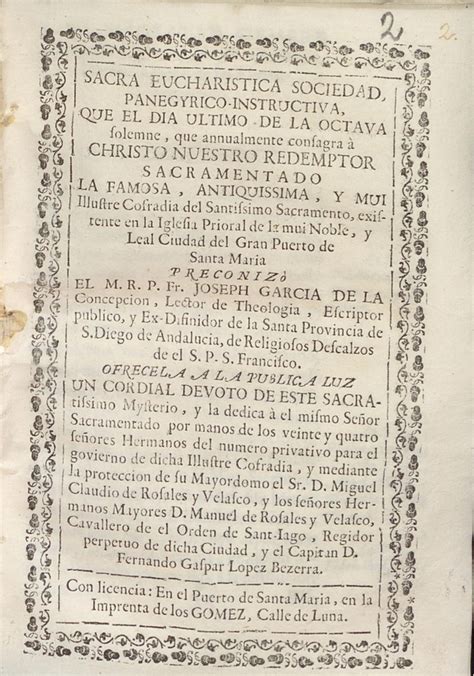 2
2.
SACRA EUCHARISTICA SOCIEDAD,
PANEGYRICO-INSTRUCTIVA,
QUE EL DIA ULTIMO DE LA OCTAVA
solemne, que annualmente consagra à
CHRISTO NUESTRO REDEMPTOR
SACRAMENTADO
LA FAMOSA, ANTIQUISSIMA, Y MUI
Illustre Cofradia del Santissimo Sacramento, exis-
tente en la Iglesia Prioral de la mui Noble, y
Leal Ciudad del Gran Puerto de
Santa Maria
PRECONIZÒ
EL M. R. P. Fr. JOSEPH GARCIA DE LA
Concepcion, Lector de Theologia, Escriptor
publico, y Ex-Difinidor de la Santa Provincia de
S. Diego de Andalucia, de Religiosos Descalzos
de el S. P. S. Francisco.
OFRECELA A LA PUBLICA LUZ
UN CORDIAL DEVOTO DE ESTE SACRA-
tissimo Mysterio, y la dedica à el mismo Señor
Sacramentado por manos de los veinte y quatro
señores Hermanos del numero privativo para el
govierno de dicha Illustre Cofradia, y mediante
la proteccion de su Mayordomo el Sr. D. Miguel
Claudio de Rosales y Velasco, y los señores Her-
manos Mayores D. Manuel de Rosales y Velasco,
Cavallero de el Orden de Sant-Iago, Regidor
perpetuo de dicha Ciudad, y el Capitan D.
Fernando Gaspar Lopez Bezerra.
Con licencia: En el Puerto de Santa Maria, en la
Imprenta de los GOMEZ, Calle de Luna.